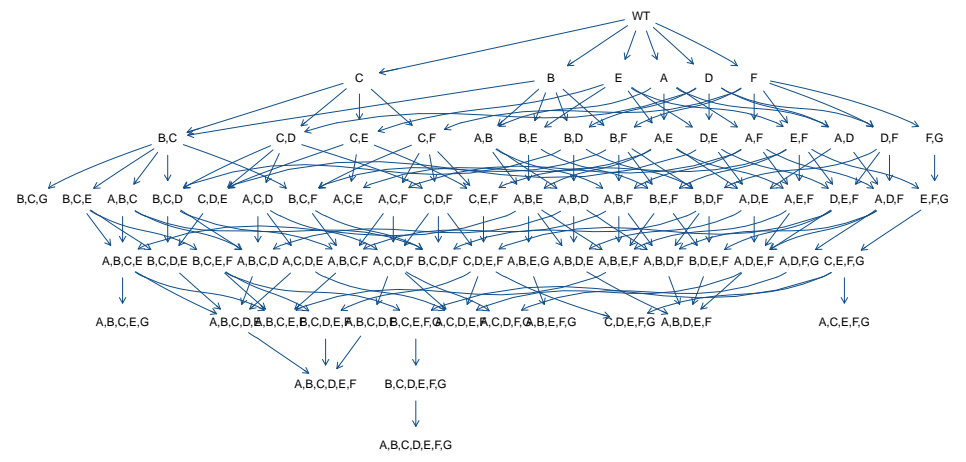 WT
C B E A D F
B,C C,D C,E C,F A,B B,E B,D B,F A,E D,E A,F E,F A,D D,F F,G
B,C,G B,C,E A,B,C B,C,D C,D,E A,C,D B,C,F A,C,E A,C,F C,D,F C,E,F A,B,E A,B,D A,B,F B,E,F B,D,F A,D,E A,E,F D,E,F A,D,F E,F,G
A,B,C,E B,C,D,E B,C,E,F A,B,C,D A,C,D,E A,B,C,F A,C,D,F B,C,D,F C,D,E,F A,B,E,G A,B,D,E A,B,E,F A,B,D,F B,D,E,F A,D,E,F A,D,F,G C,E,F,G
A,B,C,E,G A,B,C,D,E A,B,C,E,F B,C,D,E,F A,B,C,D,F B,C,E,F,G A,C,D,E,F A,C,D,F,G A,B,E,F,G C,D,E,F,G A,B,D,E,F A,C,E,F,G
A,B,C,D,E,F B,C,D,E,F,G
A,B,C,D,E,F,G